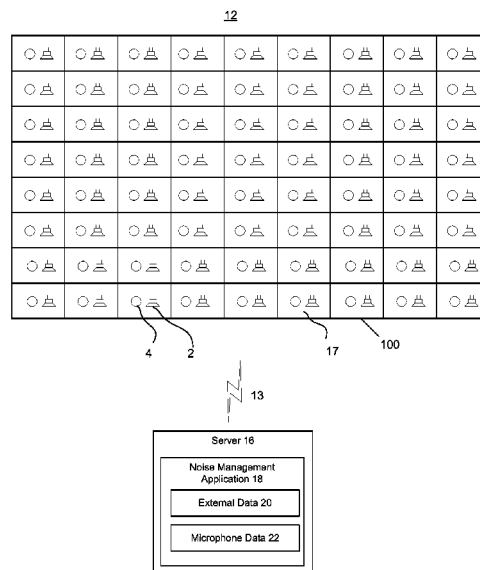 12
4
2
17
100
13
Server 16
Noise Management
Application 18
External Data 20
Microphone Data 22